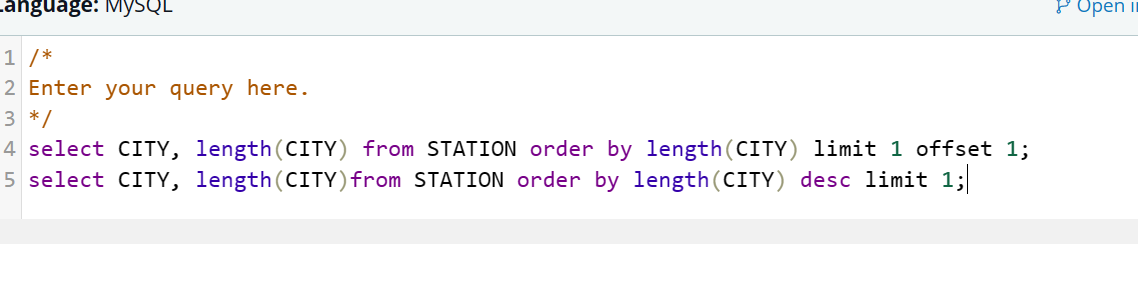 Language: MySQL
Open
1 /*
2 Enter your query here.
3 */
4 select CITY, length(CITY) from STATION order by length(CITY) limit 1 offset 1;
5 select CITY, length(CITY)from STATION order by length(CITY) desc limit 1;